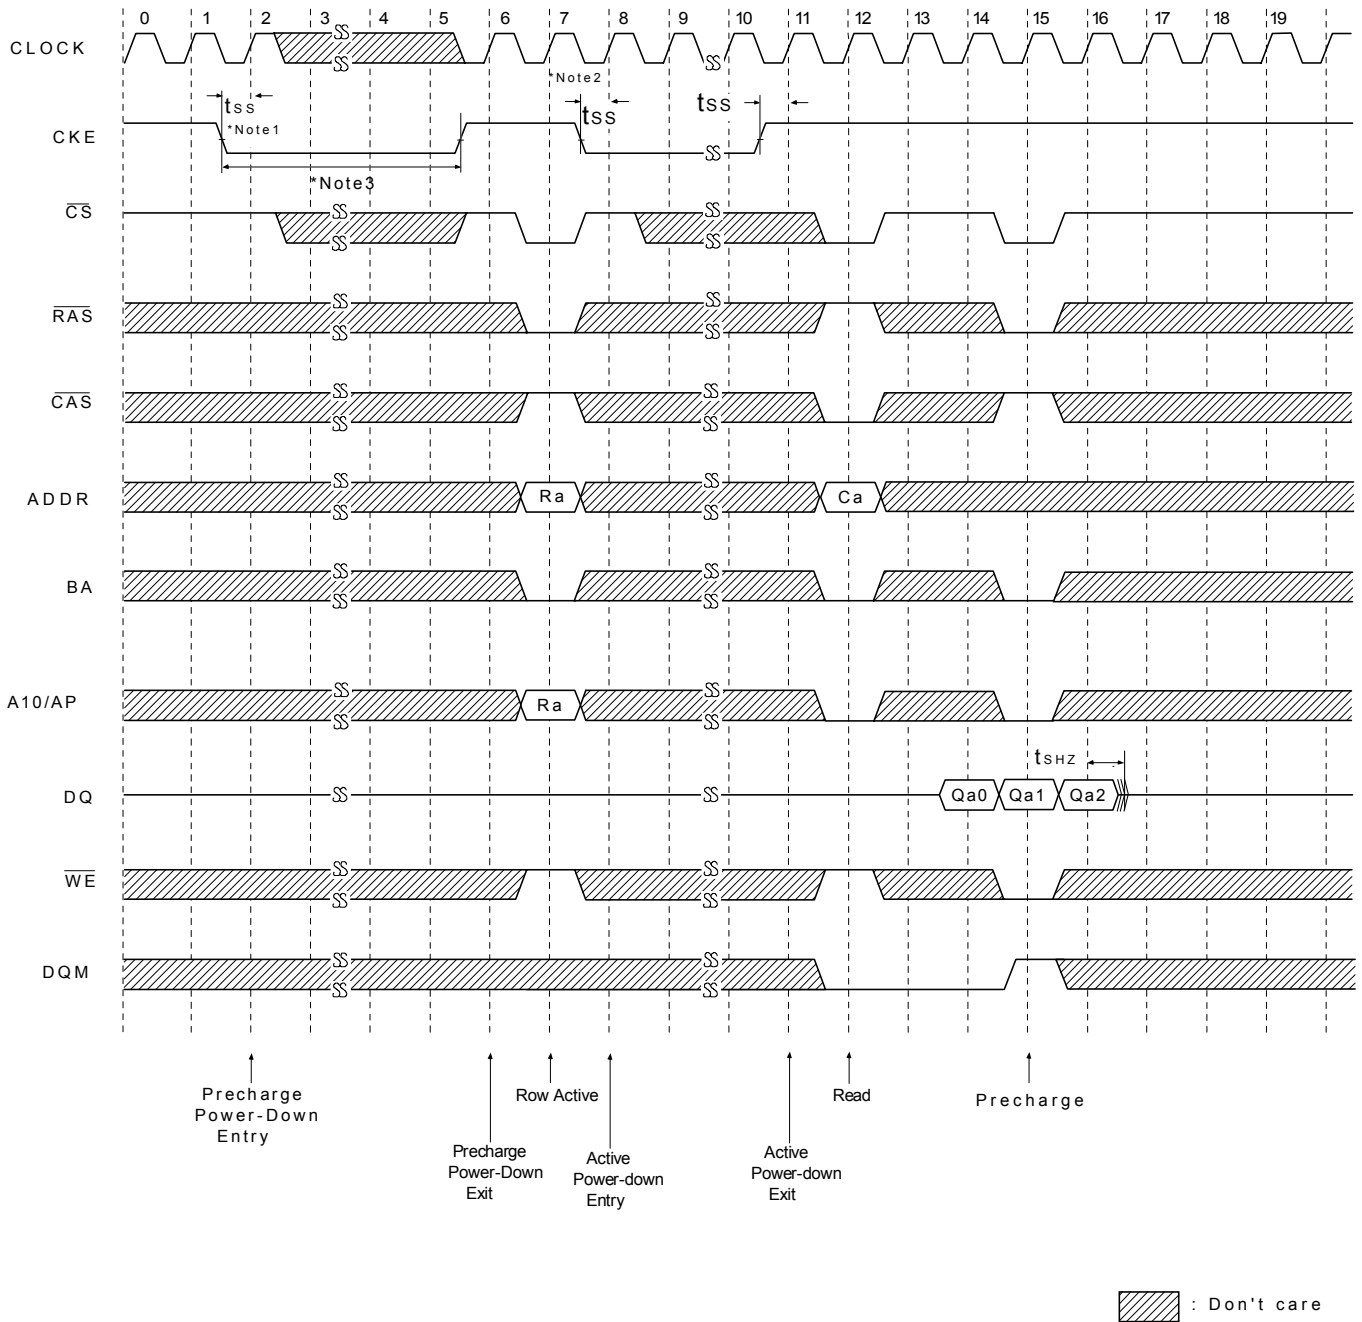 0 1 2 3 4 5 6 7 8 9 10 11 12 13 14 15 16 17 18 19
CLOCK
*Note2
tss tss tss
*Note1
CKE
*Note3
CS
RAS
CAS
ADDR Ra Ca
BA
A10/AP Ra
tSHZ
DQ Qa0 Qa1 Qa2
WE
DQM
Precharge
Power-Down
Entry
Precharge
Power-Down
Exit
Row Active
Active
Power-down
Entry
Active
Power-down
Exit
Read
Precharge
: Don't care